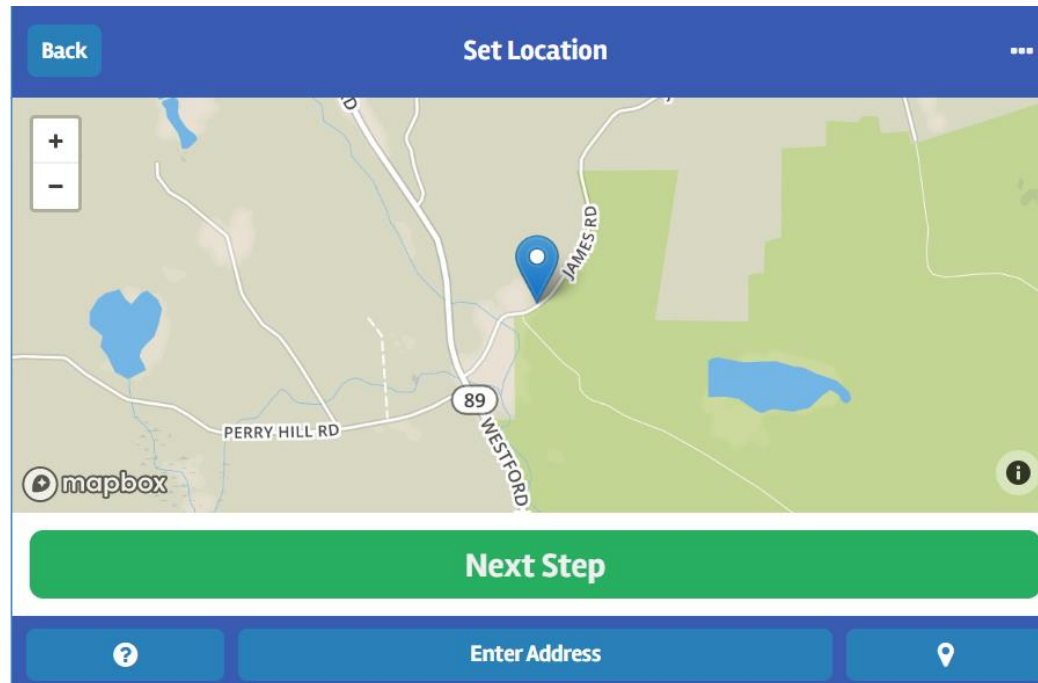 Back
Set Location
+
−
JAMES RD
89
PERRY HILL RD
WESTFORD
mapbox
Next Step
Enter Address